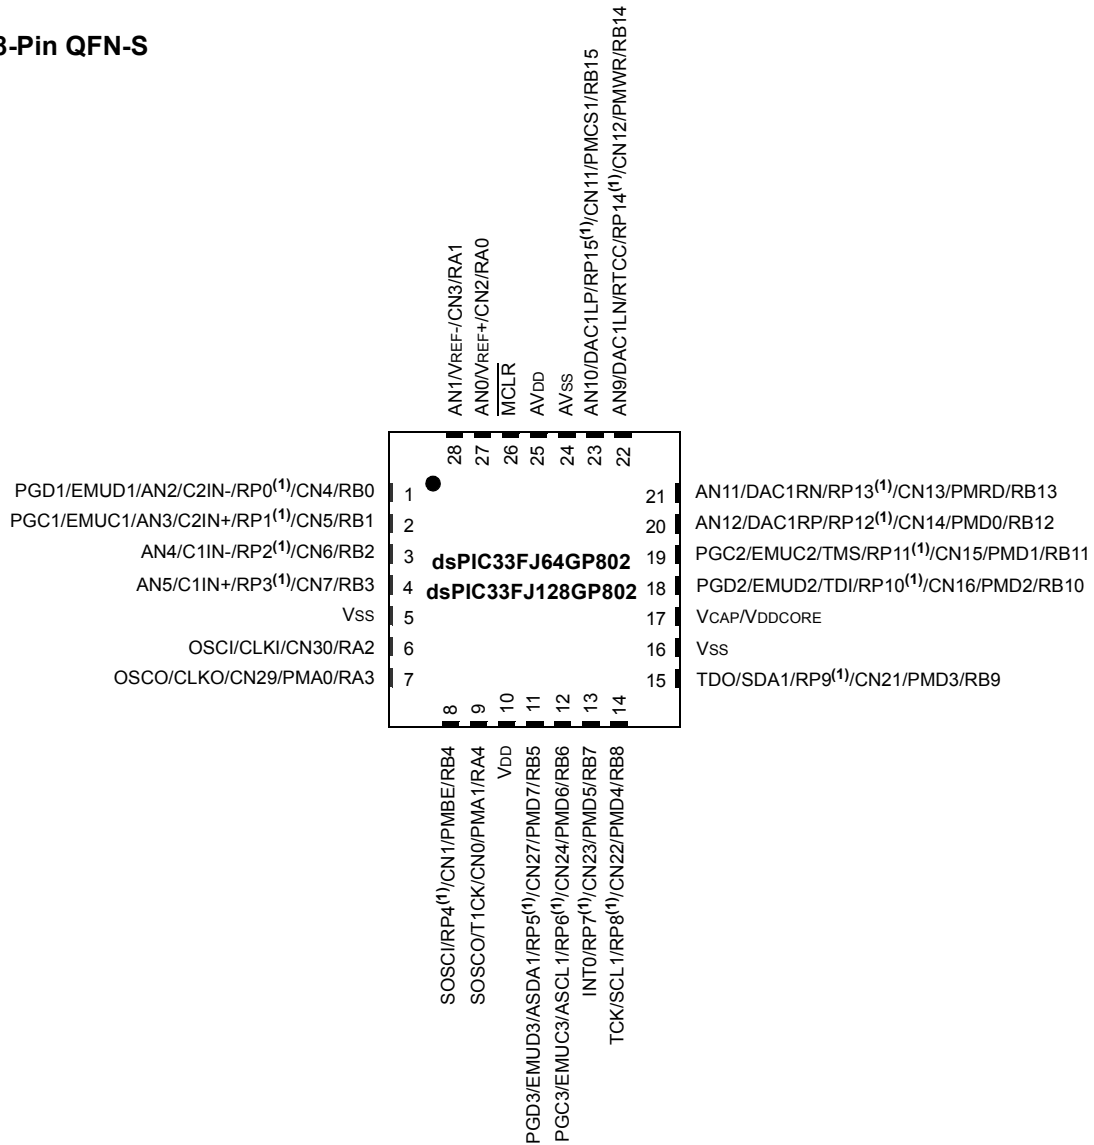 3-Pin QFN-S
AN1/VREF-/CN3/RA1
AN0/VREF+/CN2/RA0
MCLR
AVDD
AVSS
AN10/DAC1LP/RP15(1)/CN11/PMCS1/RB15
AN9/DAC1LN/RTCC/RP14(1)/CN12/PMWR/RB14
28
27
26
25
24
23
22
PGD1/EMUD1/AN2/C2IN-/RP0(1)/CN4/RB0
PGC1/EMUC1/AN3/C2IN+/RP1(1)/CN5/RB1
AN4/C1IN-/RP2(1)/CN6/RB2
AN5/C1IN+/RP3(1)/CN7/RB3
VSS
OSCI/CLKI/CN30/RA2
OSCO/CLKO/CN29/PMA0/RA3
1
2
3
4
5
6
7
dsPIC33FJ64GP802
dsPIC33FJ128GP802
21
20
19
18
17
16
15
AN11/DAC1RN/RP13(1)/CN13/PMRD/RB13
AN12/DAC1RP/RP12(1)/CN14/PMD0/RB12
PGC2/EMUC2/TMS/RP11(1)/CN15/PMD1/RB11
PGD2/EMUD2/TDI/RP10(1)/CN16/PMD2/RB10
VCAP/VDDCORE
VSS
TDO/SDA1/RP9(1)/CN21/PMD3/RB9
8
9
10
11
12
13
14
SOSCI/RP4(1)/CN1/PMBE/RB4
SOSCO/T1CK/CN0/PMA1/RA4
VDD
PGD3/EMUD3/ASDA1/RP5(1)/CN27/PMD7/RB5
PGC3/EMUC3/ASCL1/RP6(1)/CN24/PMD6/RB6
INT0/RP7(1)/CN23/PMD5/RB7
TCK/SCL1/RP8(1)/CN22/PMD4/RB8